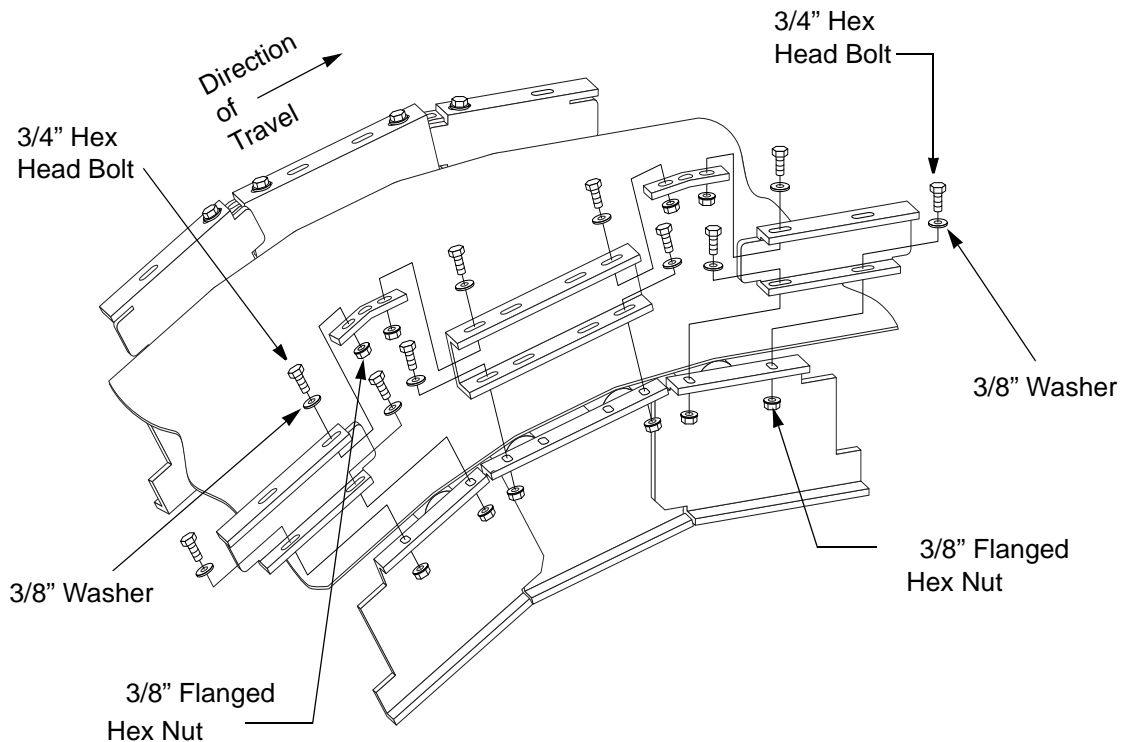 3/4” Hex
Head Bolt
Direction
of
Travel
3/4” Hex
Head Bolt
3/8” Washer
3/8” Washer
3/8” Flanged
Hex Nut
3/8” Flanged
Hex Nut